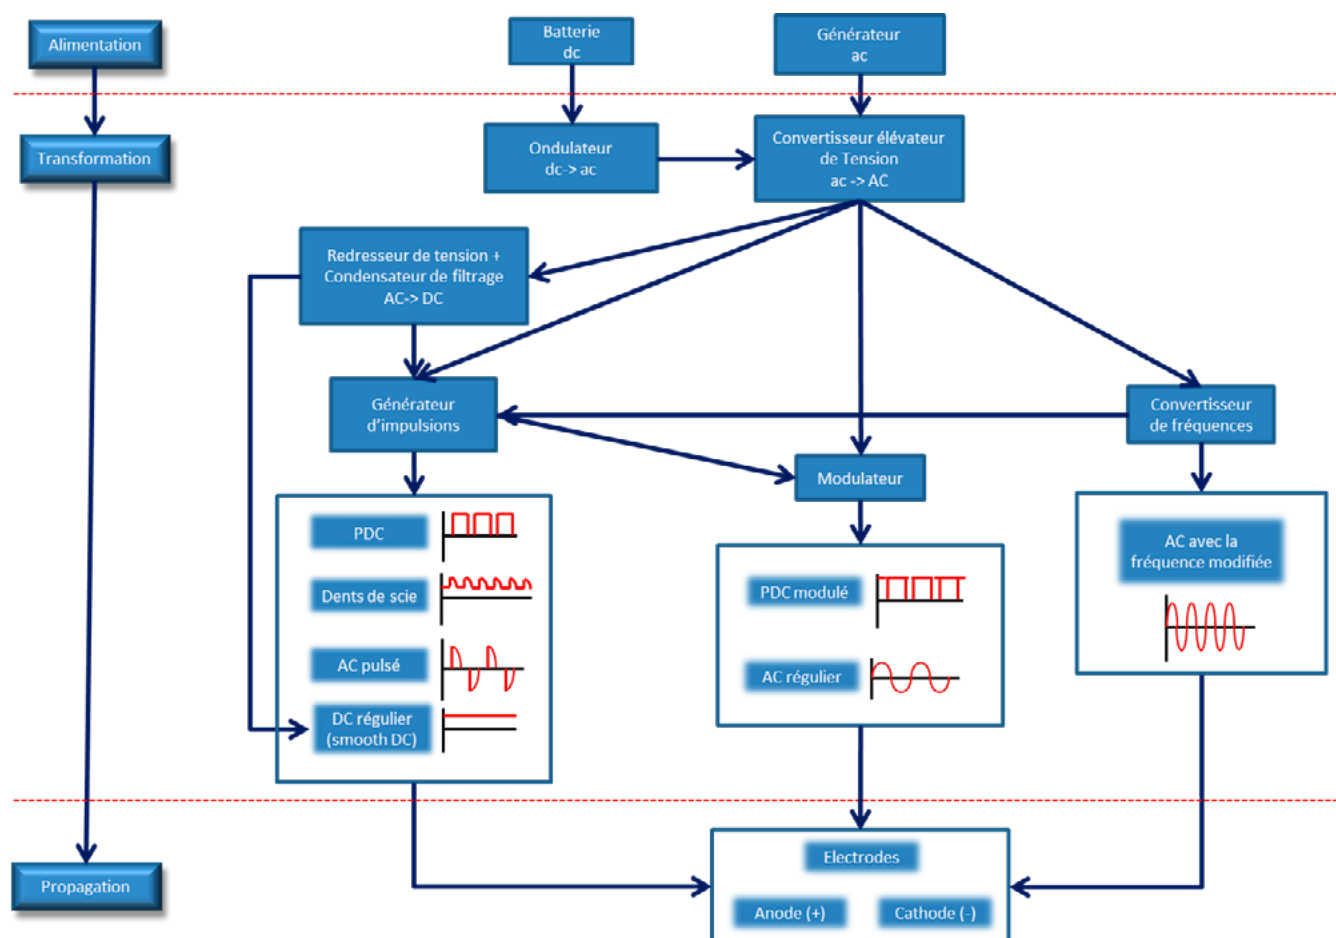 Alimentation
Batterie
dc
Générateur
ac
Transformation
Ondulateur
dc-> ac
Convertisseur élévateur
de Tension
ac -> AC
Redresseur de tension +
Condensateur de filtrage
AC-> DC
Générateur
d'impulsions
Convertisseur
de fréquences
Modulateur
PDC
Dents de scie
AC pulsé
DC régulier
(smooth DC)
PDC modulé
AC régulier
AC avec la
fréquence modifiée
Propagation
Electrodes
Anode (+)
Cathode (-)